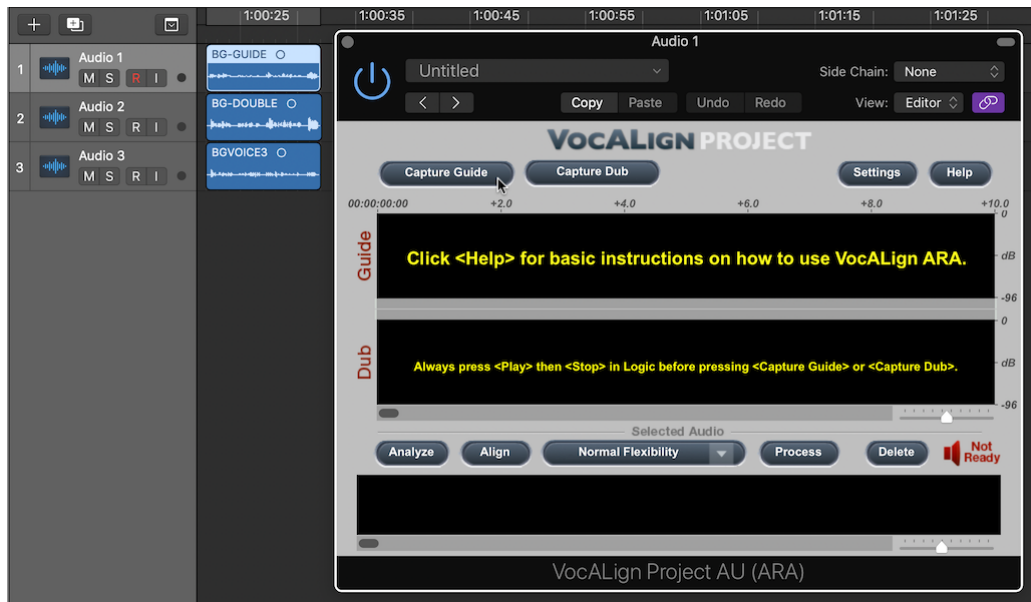 1:00:25 1:00:35 1:00:45 1:00:55 1:01:05 1:01:15 1:01:25
1 Audio 1
M S R I
BG-GUIDE
2 Audio 2
M S R I
BG-DOUBLE
3 Audio 3
M S R I
BGVOICE3
Audio 1
Untitled
Side Chain: None
Copy Paste Undo Redo View: Editor
VOCALIGN PROJECT
Capture Guide Capture Dub Settings Help
00:00:00:00 +2.0 +4.0 +6.0 +8.0 +10.0
Guide
Click <Help> for basic instructions on how to use VocALign ARA.
0
dB
-96
Dub
Always press <Play> then <Stop> in Logic before pressing <Capture Guide> or <Capture Dub>.
0
dB
-96
Selected Audio
Analyze Align Normal Flexibility Process Delete Not
Ready
VocALign Project AU (ARA)